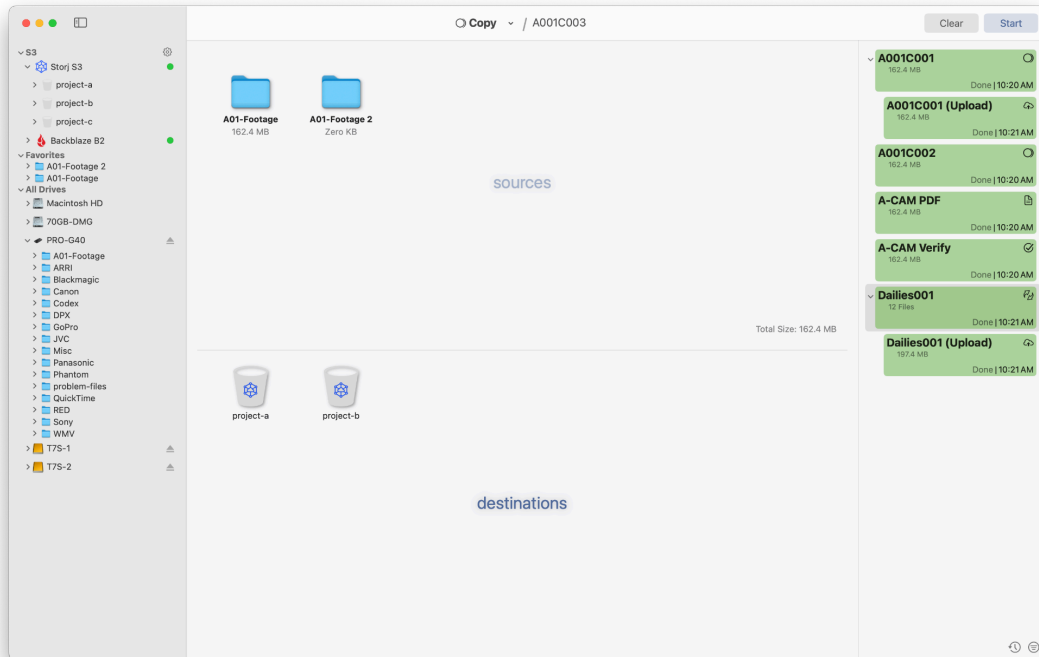 Copy / A001C003
Clear
Start
S3
Storj S3
project-a
project-b
project-c
Backblaze B2
Favorites
A01-Footage 2
A01-Footage
All Drives
Macintosh HD
70GB-DMG
PRO-G40
A01-Footage
ARRI
Blackmagic
Canon
Codex
DPX
GoPro
JVC
Misc
Panasonic
Phantom
problem-files
QuickTime
RED
Sony
WMV
T7S-1
T7S-2
A01-Footage
162.4 MB
A01-Footage 2
Zero KB
sources
Total Size: 162.4 MB
project-a
project-b
destinations
A001C001
162.4 MB
Done | 10:20 AM
A001C001 (Upload)
162.4 MB
Done | 10:21 AM
A001C002
162.4 MB
Done | 10:20 AM
A-CAM PDF
162.4 MB
Done | 10:20 AM
A-CAM Verify
162.4 MB
Done | 10:20 AM
Dailies001
12 Files
Done | 10:21 AM
Dailies001 (Upload)
197.4 MB
Done | 10:21 AM